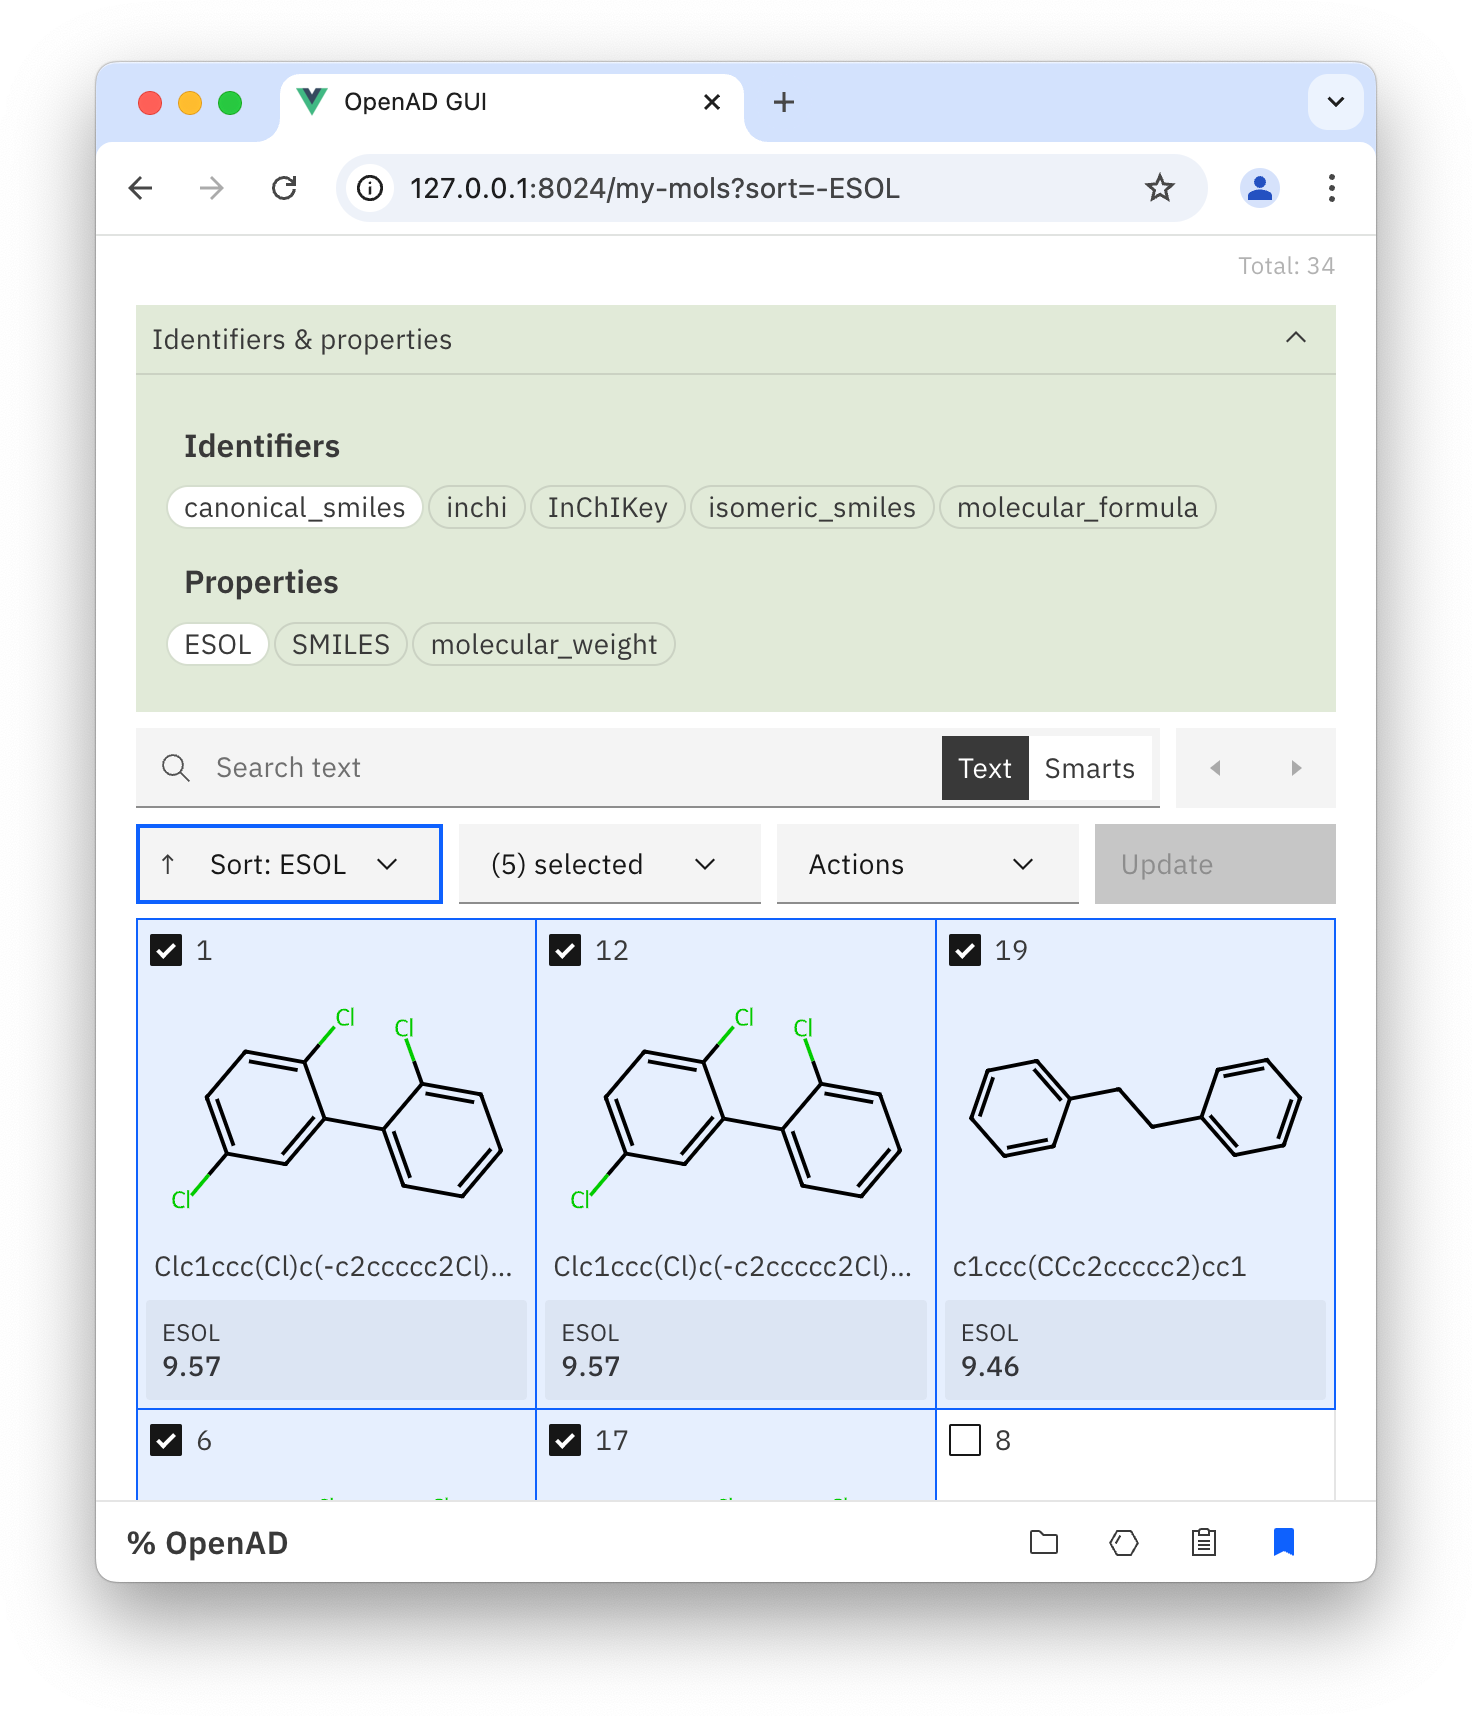 OpenAD GUI
127.0.0.1:8024/my-mols?sort=-ESOL
Total: 34
Identifiers & properties
Identifiers
canonical_smiles inchi InChIKey isomeric_smiles molecular_formula
Properties
ESOL SMILES molecular_weight
Search text Text Smarts
Sort: ESOL (5) selected Actions Update
1 12 19
Cl Cl Cl Cl
Cl Cl
Clc1ccc(Cl)c(-c2ccccc2Cl)... Clc1ccc(Cl)c(-c2ccccc2Cl)... c1ccc(CCc2ccccc2)cc1
ESOL ESOL ESOL
9.57 9.57 9.46
6 17 8
% OpenAD